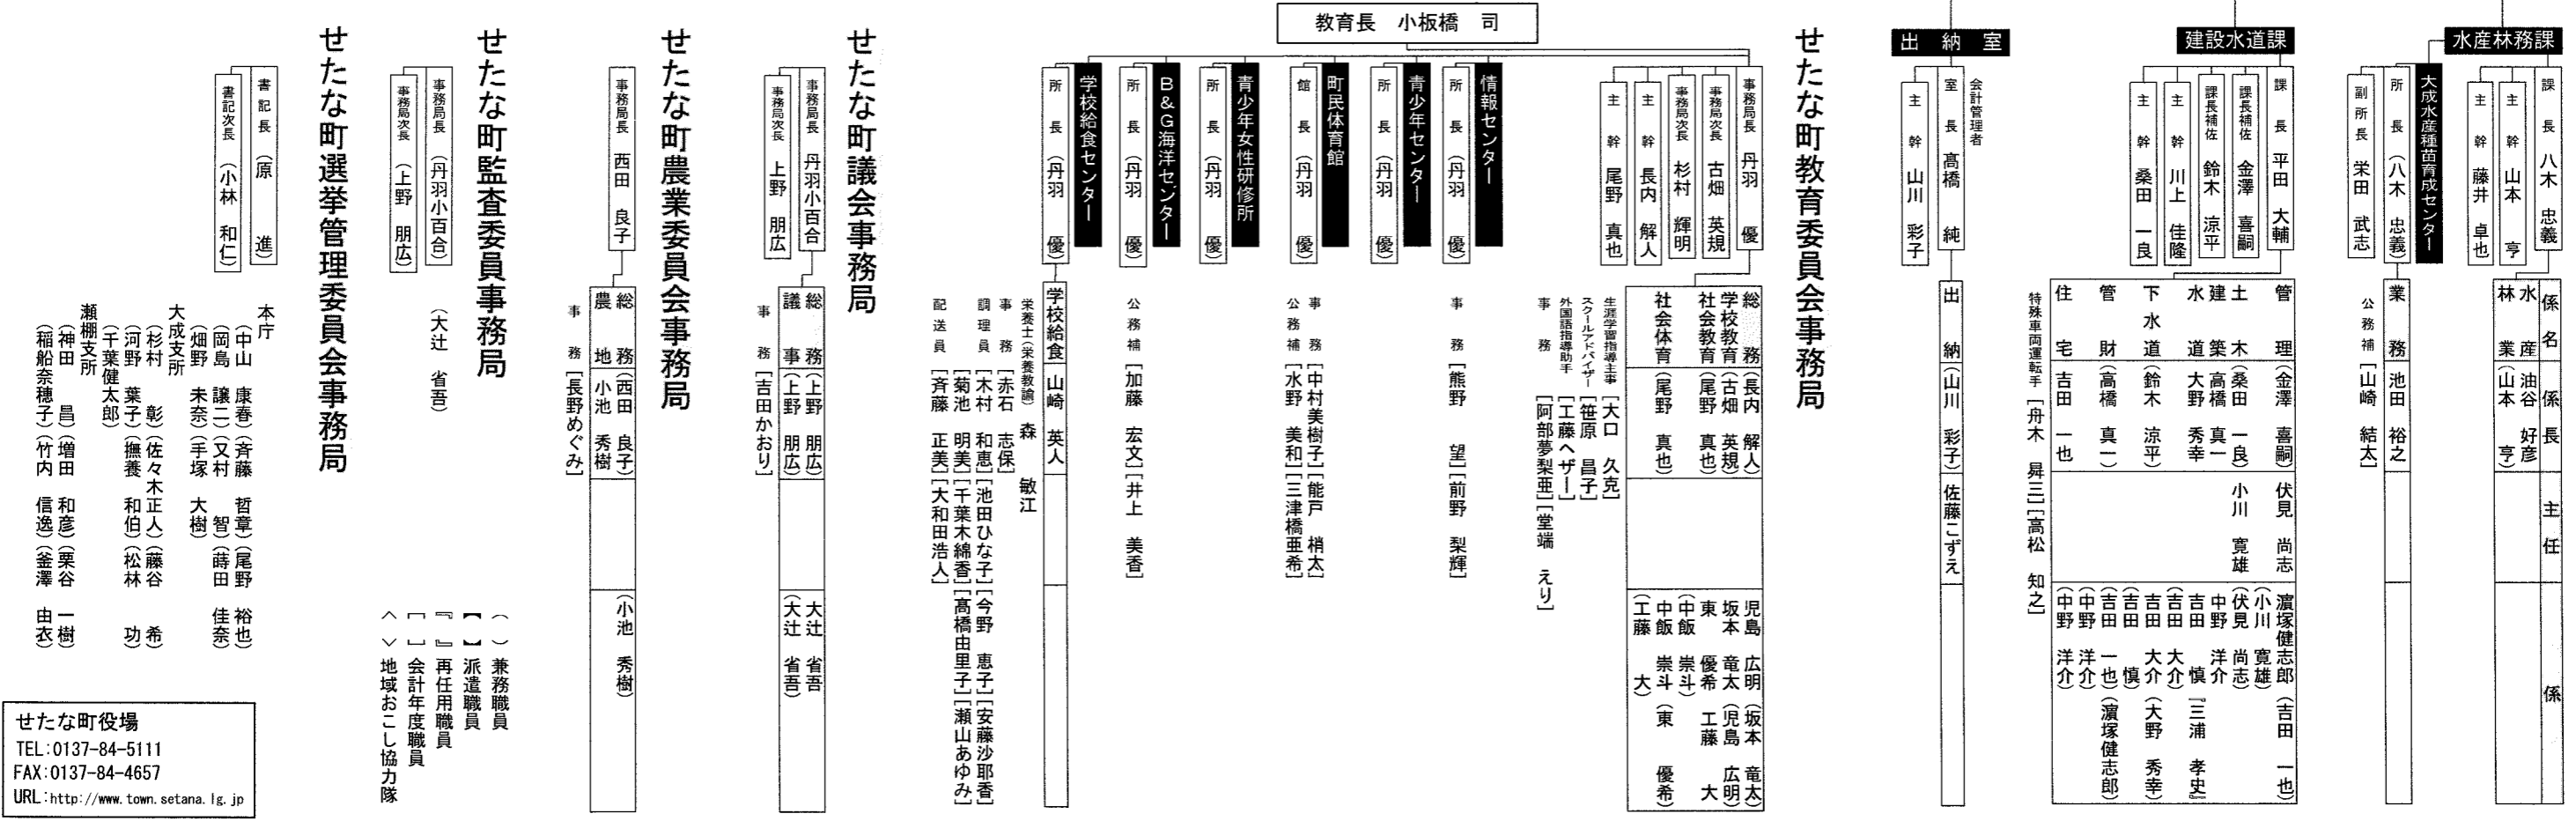 水産林務課
課長 八木 忠義
主幹 山本 亨
主幹 藤井 卓也
係名 係長 主任 係
水産 油谷 好彦
林業 (山本 亨)
大成水産種苗育成センター
所長 (八木 忠義)
副所長 栄田 武志
業務 池田 裕之
公務補 [山崎 結太]
建設水道課
課長 平田 大輔
課長補佐 金澤 喜嗣
課長補佐 鈴木 涼平
主幹 川上 佳隆
主幹 桑田 一良
管理 (金澤 喜嗣) 伏見 尚志 濵塚健志郎 (吉田 一也)
(小川 寛雄)
土木 (桑田 一良) 小川 寛雄 (伏見 尚志)
建築 高橋 真一 中野 洋介
水道 大野 秀幸 吉田 慎 『三浦 孝史』
(吉田 大介)
下水道 (鈴木 涼平) 吉田 大介 (大野 秀幸)
(吉田 慎)
管財 (高橋 真一) (吉田 一也) (濵塚健志郎)
(中野 洋介)
住宅 吉田 一也 (中野 洋介)
特殊車両運転手 [舟木 曻三] [高松 知之]
出納室
会計管理者
室長 髙橋 純
主幹 山川 彩子
出納 (山川 彩子) 佐藤こずえ
せたな町教育委員会事務局
教育長 小板橋 司
事務局長 丹羽 優
事務局次長 古畑 英規
事務局次長 杉村 輝明
主幹 長内 解人
主幹 尾野 真也
総務 (長内 解人) 児島 広明 (坂本 竜太)
学校教育 (古畑 英規) 坂本 竜太 (児島 広明)
社会教育 (尾野 真也) 東 優希 工藤 大
(中飯 崇斗)
社会体育 (尾野 真也) 中飯 崇斗 (東 優希)
(工藤 大)
生涯学習指導主事 [大口 久克]
スクールアドバイザー [笹原 昌子]
外国語指導助手 [工藤ヘザー]
事務 [阿部夢梨亜] [堂端 えり]
情報センター
所長 (丹羽 優)
事務 [熊野 望] [前野 梨輝]
青少年センター
所長 (丹羽 優)
町民体育館
館長 (丹羽 優)
事務 [中村美樹子] [能戸 梢太]
公務補 [水野 美和] [三津橋亜希]
青少年女性研修所
所長 (丹羽 優)
B&G海洋センター
所長 (丹羽 優)
公務補 [加藤 宏文] [井上 美香]
学校給食センター
所長 (丹羽 優)
学校給食 山崎 英人
栄養士(栄養教諭) 森 敏江
事務 [赤石 志保]
調理員 [木村 和恵] [池田ひな子] [今野 恵子] [安藤沙耶香]
[菊池 明美] [千葉木綿香] [髙橋由里子] [瀬山あゆみ]
配送員 [斉藤 正美] [大和田浩人]
せたな町議会事務局
事務局長 丹羽小百合
事務局次長 上野 朋広
総務 (上野 朋広) 大辻 省吾
議事 (上野 朋広) (大辻 省吾)
事務 [吉田かおり]
せたな町農業委員会事務局
事務局長 西田 良子
総務 (西田 良子) (小池 秀樹)
農地 小池 秀樹
事務 [長野めぐみ]
せたな町監査委員事務局
事務局長 (丹羽小百合)
事務局次長 (上野 朋広)
(大辻 省吾)
せたな町選挙管理委員会事務局
書記長 (原 進)
書記次長 (小林 和仁)
本庁
(中山 康春) (斉藤 哲章) (尾野 裕也)
(岡島 譲二) (又村 智) (蒔田 佳奈)
(畑野 未奈) (手塚 大樹)
大成支所
(杉村 彰) (佐々木正人) (藤谷 希)
(河野 葉子) (撫養 和伯) (松林 功)
(千葉健太郎)
瀬棚支所
(神田 昌) (増田 和彦) (栗谷 一樹)
(稲船奈穂子) (竹内 信逸) (釜澤 由衣)
( ) 兼務職員
【 】 派遣職員
『 』 再任用職員
[ ] 会計年度職員
< > 地域おこし協力隊
せたな町役場
TEL:0137-84-5111
FAX:0137-84-4657
URL:http://www.town.setana.lg.jp